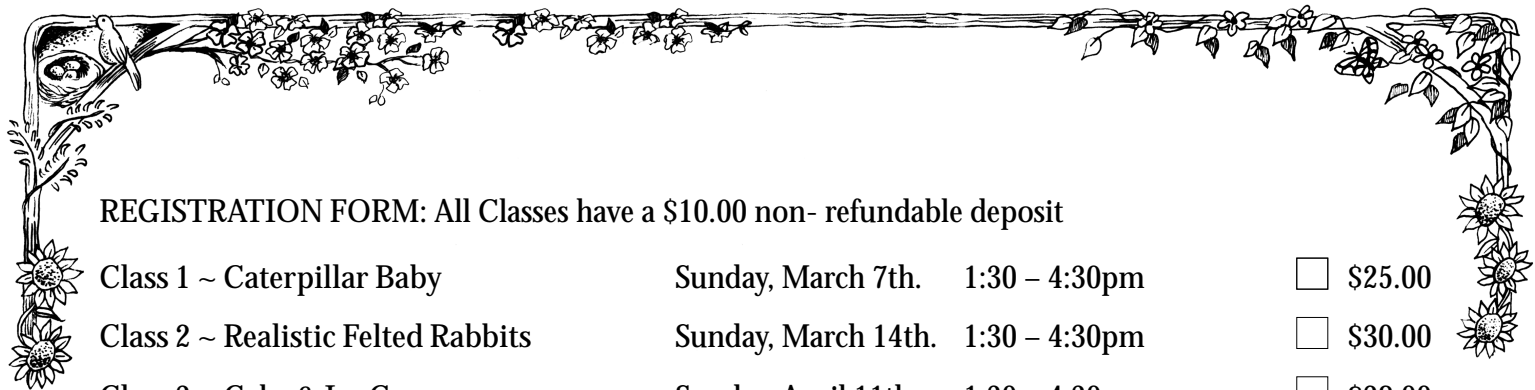 REGISTRATION FORM: All Classes have a $10.00 non- refundable deposit
Class 1 ~ Caterpillar Baby Sunday, March 7th. 1:30 – 4:30pm $25.00
Class 2 ~ Realistic Felted Rabbits Sunday, March 14th. 1:30 – 4:30pm $30.00